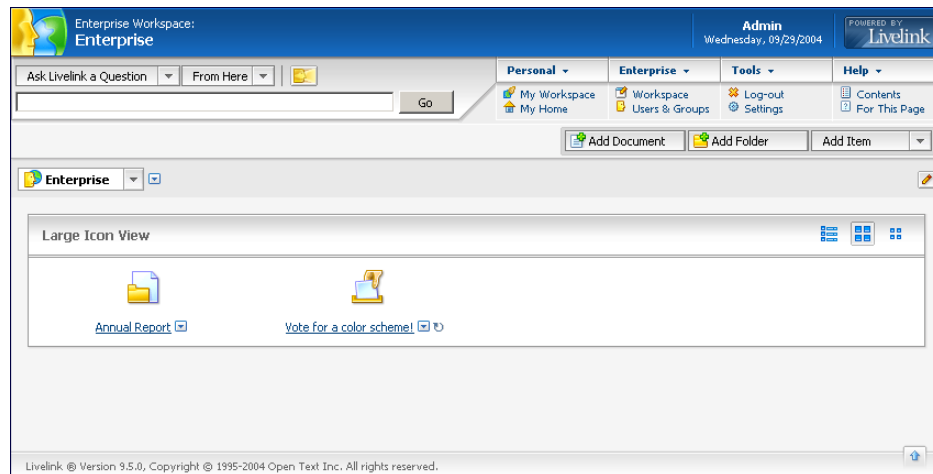 Enterprise Workspace:
Enterprise
Admin
Wednesday, 09/29/2004
POWERED BY
Livelink
Ask Livelink a Question
From Here
Go
Personal
Enterprise
Tools
Help
My Workspace
Workspace
Log-out
Contents
My Home
Users & Groups
Settings
For This Page
Add Document
Add Folder
Add Item
Enterprise
Large Icon View
Annual Report
Vote for a color scheme!
Livelink ® Version 9.5.0, Copyright © 1995-2004 Open Text Inc. All rights reserved.